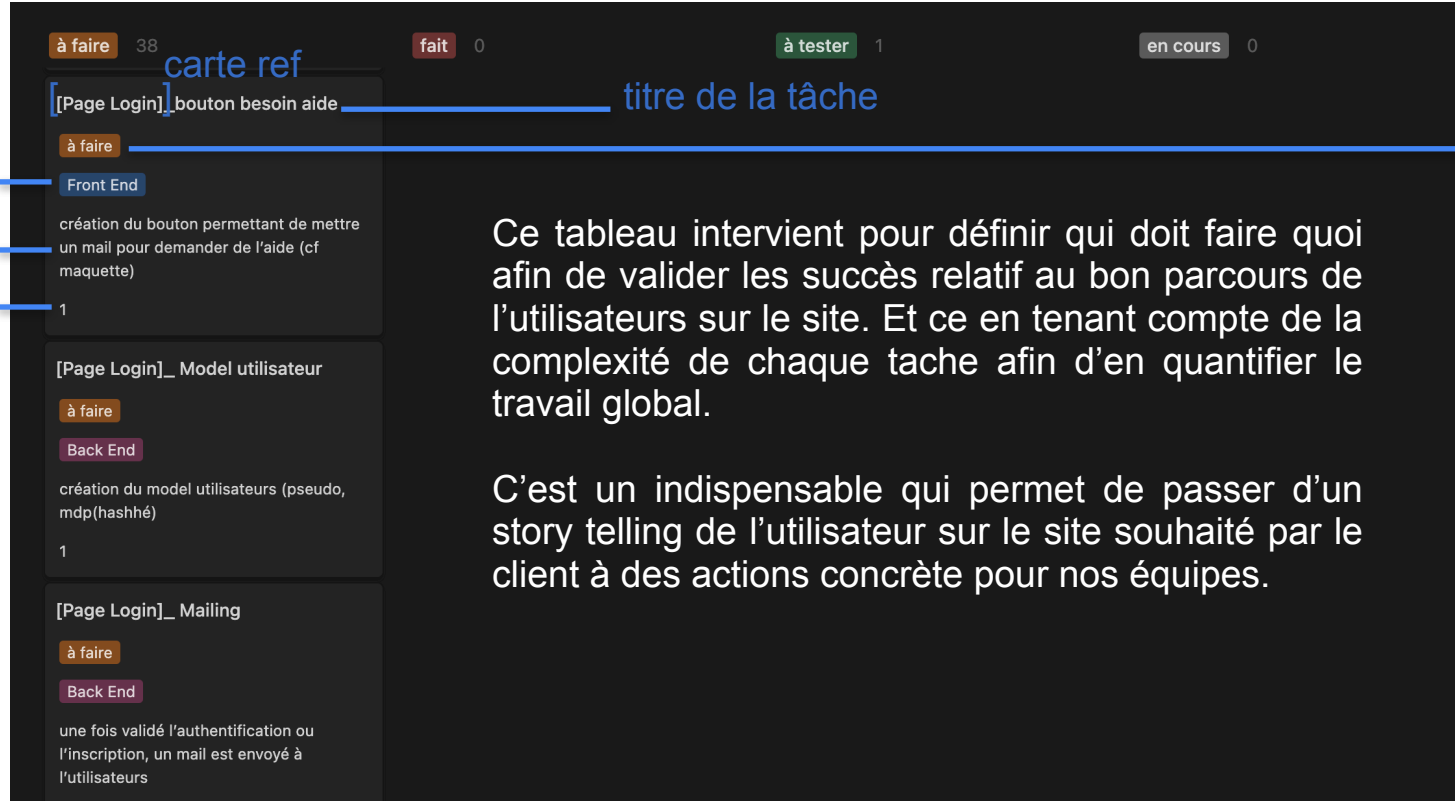 à faire 38
fait 0
à tester 1
en cours 0
carte ref
[Page Login]_bouton besoin aide
titre de la tâche
à faire
Front End
création du bouton permettant de mettre
un mail pour demander de l'aide (cf
maquette)
1
[Page Login]_ Model utilisateur
à faire
Back End
création du model utilisateurs (pseudo,
mdp(hashhé)
1
[Page Login]_ Mailing
à faire
Back End
une fois validé l'authentification ou
l'inscription, un mail est envoyé à
l'utilisateurs
Ce tableau intervient pour définir qui doit faire quoi
afin de valider les succès relatif au bon parcours de
l'utilisateurs sur le site. Et ce en tenant compte de la
complexité de chaque tache afin d'en quantifier le
travail global.
C'est un indispensable qui permet de passer d'un
story telling de l'utilisateur sur le site souhaité par le
client à des actions concrète pour nos équipes.